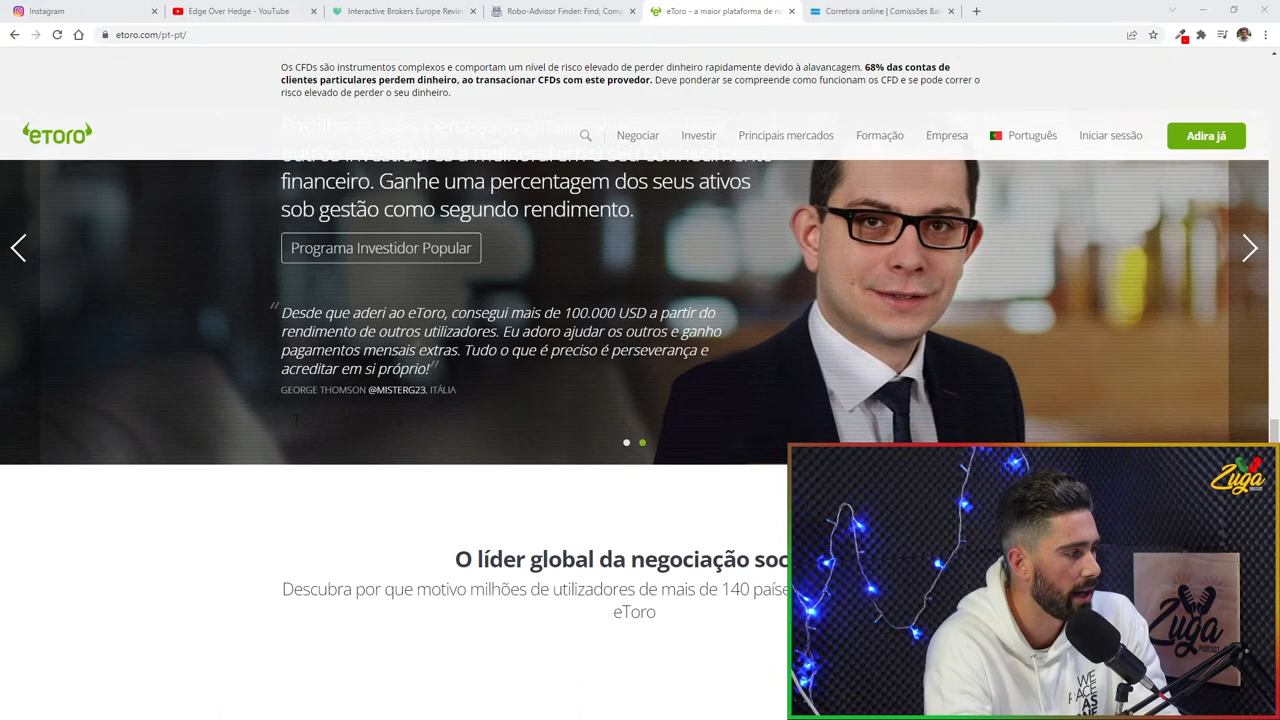 Instagram
Edge Over Hedge - YouTube
Interactive Brokers Europe Revie
Robo-Advisor Finder: Find, Comp
eToro - a maior plataforma de ne
Corretora online | Comissões Bai
etoro.com/pt-pt/
Os CFDs são instrumentos complexos e comportam um nível de risco elevado de perder dinheiro rapidamente devido à alavancagem. 68% das contas de
clientes particulares perdem dinheiro, ao transacionar CFDs com este provedor. Deve ponderar se compreende como funcionam os CFD e se pode correr o
risco elevado de perder o seu dinheiro.
eToro
Negociar
Investir
Principais mercados
Formação
Empresa
Português
Iniciar sessão
Adira já
financeiro. Ganhe uma percentagem dos seus ativos
sob gestão como segundo rendimento.
Programa Investidor Popular
“Desde que aderi ao eToro, consegui mais de 100.000 USD a partir do
rendimento de outros utilizadores. Eu adoro ajudar os outros e ganho
pagamentos mensais extras. Tudo o que é preciso é perseverança e
acreditar em si próprio!”
GEORGE THOMSON @MISTERG23, ITÁLIA
O líder global da negociação soc
Descubra por que motivo milhões de utilizadores de mais de 140 paíse
eToro
Zuga
PODCAST
Zuga
PODCAST
WE